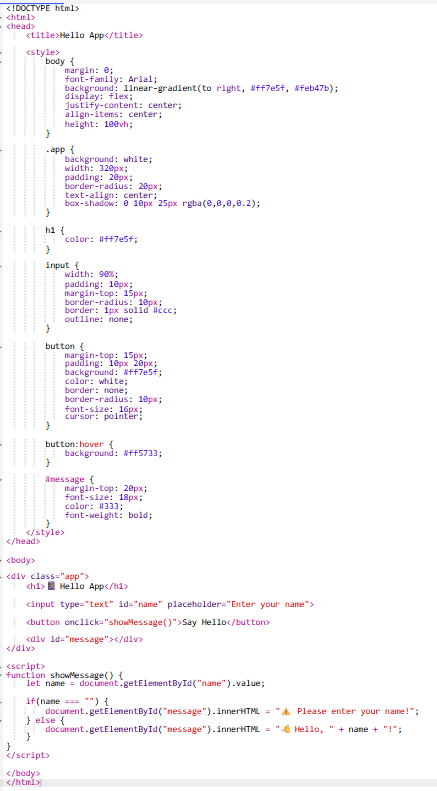 <!DOCTYPE html>
<html>
<head>
<title>Hello App</title>
<style>
body {
margin: 0;
font-family: Arial;
background: linear-gradient(to right, #ff7e5f, #feb47b);
display: flex;
justify-content: center;
align-items: center;
height: 100vh;
}
.app {
background: white;
width: 320px;
padding: 20px;
border-radius: 20px;
text-align: center;
box-shadow: 0 10px 25px rgba(0,0,0,0.2);
}
h1 {
color: #ff7e5f;
}
input {
width: 90%;
padding: 10px;
margin-top: 15px;
border-radius: 10px;
border: 1px solid #ccc;
outline: none;
}
button {
margin-top: 15px;
padding: 10px 20px;
background: #ff7e5f;
color: white;
border: none;
border-radius: 10px;
font-size: 16px;
cursor: pointer;
}
button:hover {
background: #ff5733;
}
#message {
margin-top: 20px;
font-size: 18px;
color: #333;
font-weight: bold;
}
</style>
</head>
<body>
<div class="app">
<h1> Hello App</h1>
<input type="text" id="name" placeholder="Enter your name">
<button onclick="showMessage()">Say Hello</button>
<div id="message"></div>
</div>
<script>
function showMessage() {
let name = document.getElementById("name").value;
if(name === "") {
document.getElementById("message").innerHTML = "⚠️ Please enter your name!";
} else {
document.getElementById("message").innerHTML = "👋 Hello, " + name + "!";
}
}
</script>
</body>
</html>